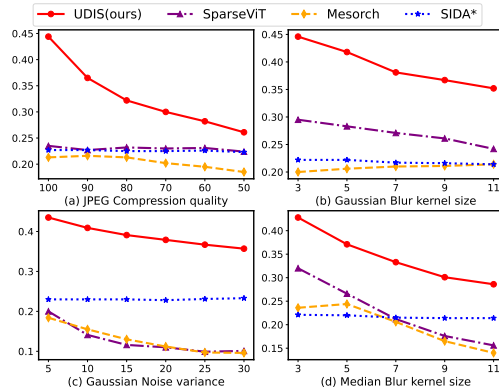 UDIS(ours) SparseViT Mesorch SIDA*
0.45
0.40
0.35
0.30
0.25
0.20
100 90 80 70 60 50
(a) JPEG Compression quality
0.45
0.40
0.35
0.30
0.25
0.20
3 5 7 9 11
(b) Gaussian Blur kernel size
0.4
0.3
0.2
0.1
5 10 15 20 25 30
(c) Gaussian Noise variance
0.40
0.35
0.30
0.25
0.20
0.15
3 5 7 9 11
(d) Median Blur kernel size